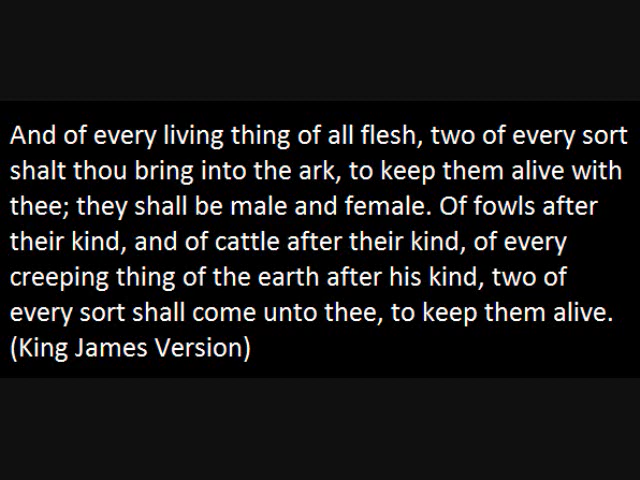 And of every living thing of all flesh, two of every sort
shalt thou bring into the ark, to keep them alive with
thee; they shall be male and female. Of fowls after
their kind, and of cattle after their kind, of every
creeping thing of the earth after his kind, two of
every sort shall come unto thee, to keep them alive.
(King James Version)